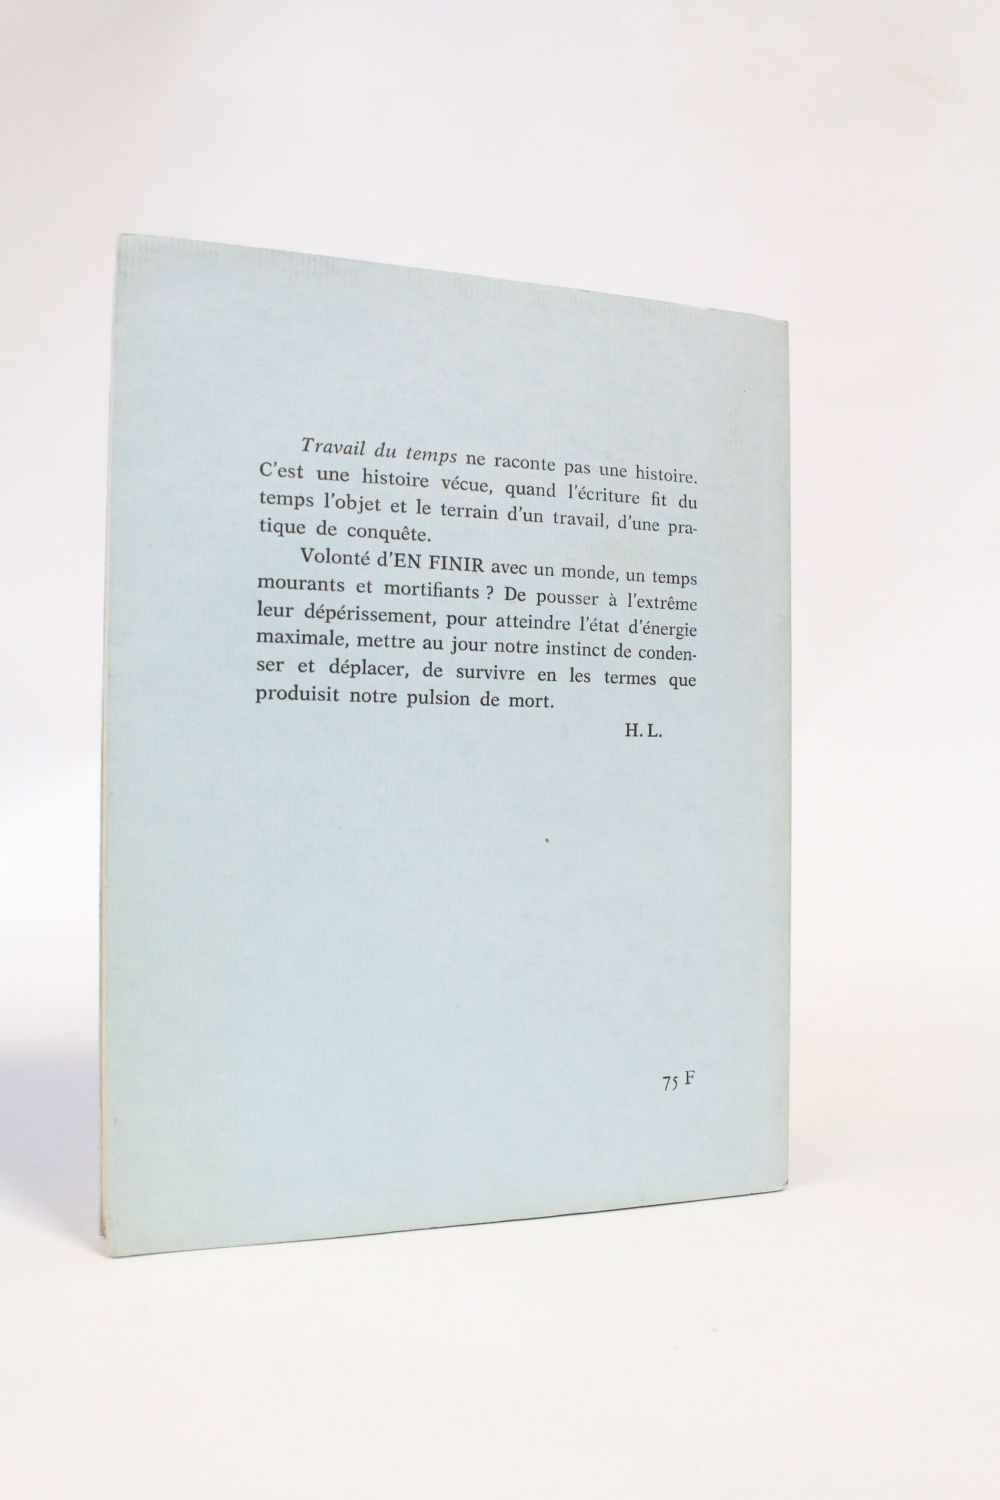 Travail du temps ne raconte pas une histoire.
C'est une histoire vécue, quand l'écriture fit du
temps l'objet et le terrain d'un travail, d'une pra-
tique de conquête.
Volonté d'EN FINIR avec un monde, un temps
mourants et mortifiants ? De pousser à l'extrême
leur dépérissement, pour atteindre l'état d'énergie
maximale, mettre au jour notre instinct de conden-
ser et déplacer, de survivre en les termes que
produisit notre pulsion de mort.
H. L.
75 F